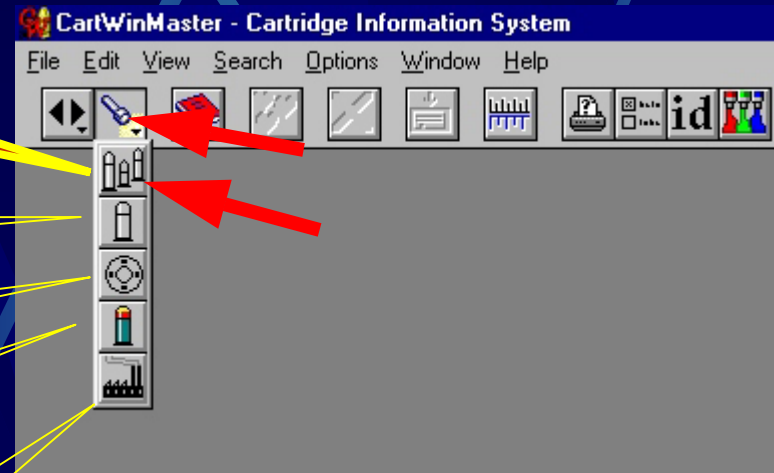 CartWinMaster - Cartridge Information System
File Edit View Search Options Window Help
? id